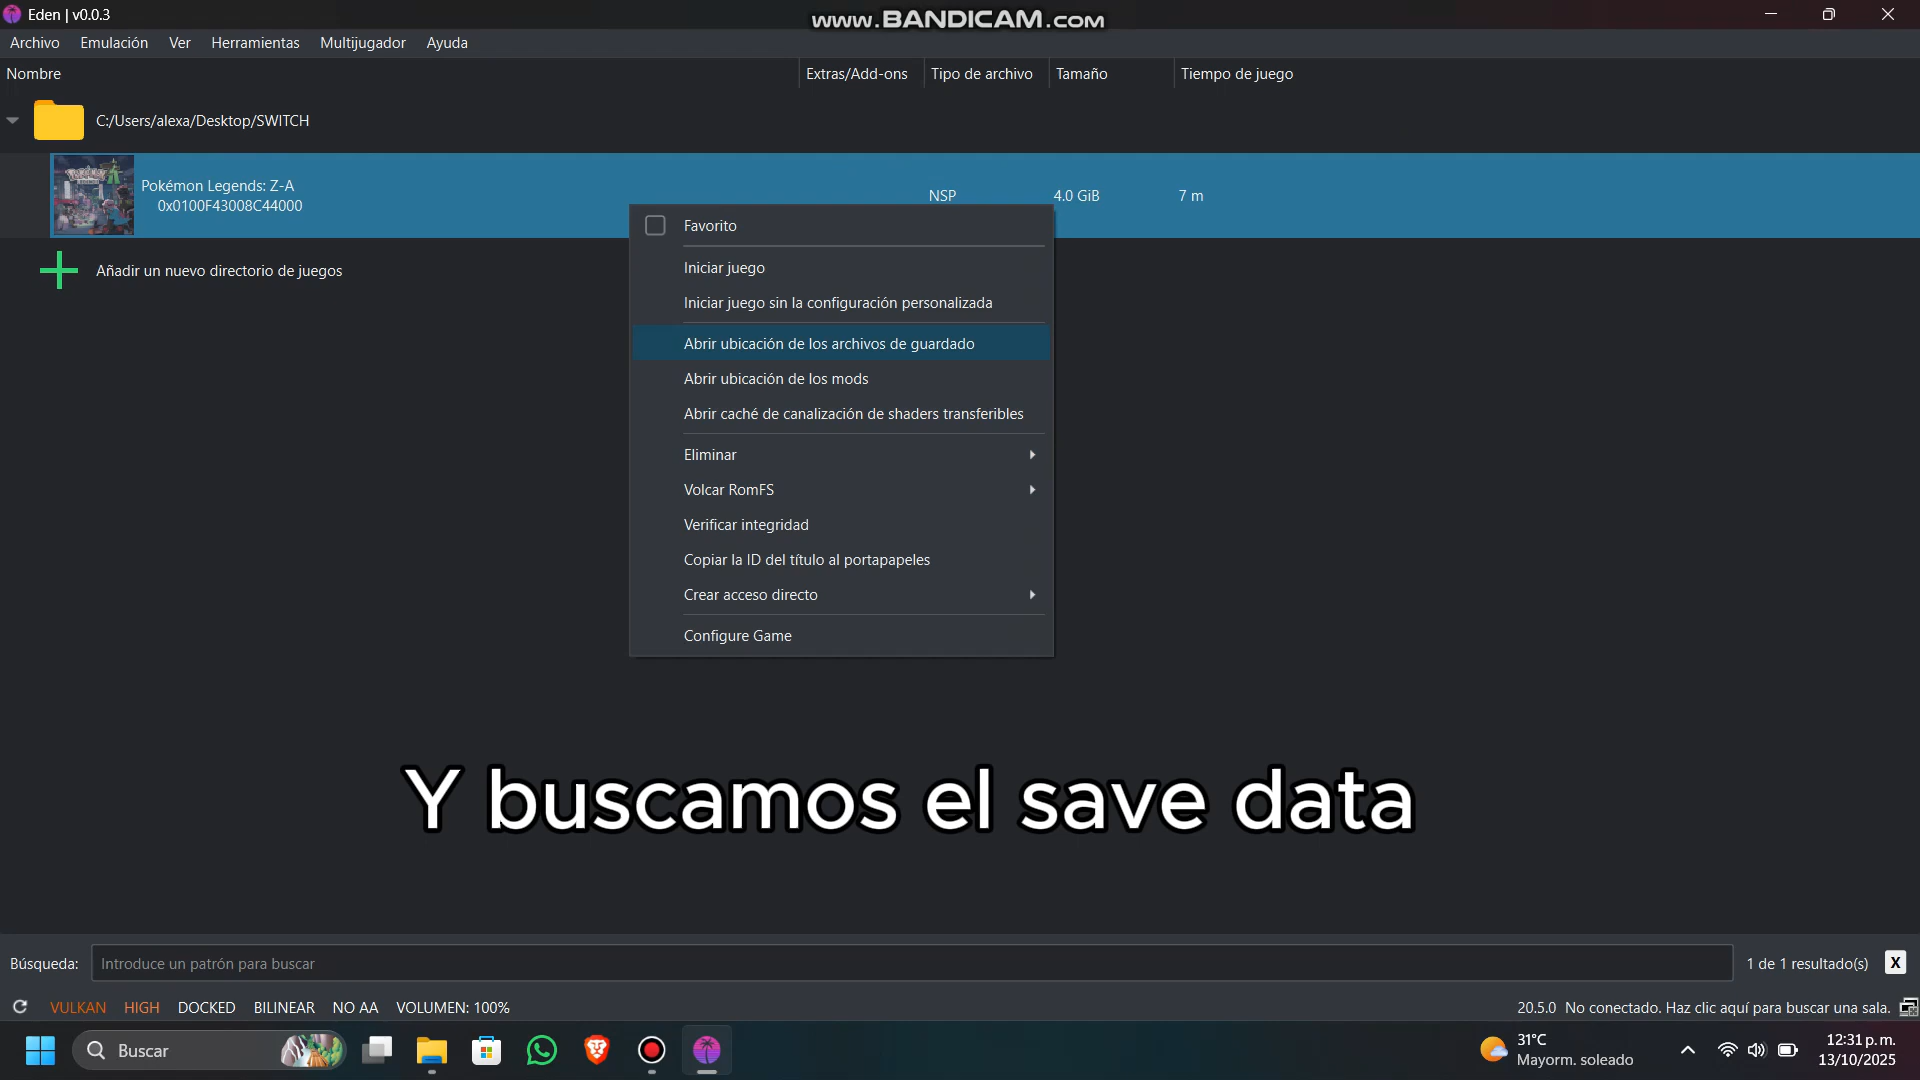 Eden | v0.0.3
www.BANDICAM.com
Archivo Emulación Ver Herramientas Multijugador Ayuda
Nombre Extras/Add-ons Tipo de archivo Tamaño Tiempo de juego
C:/Users/alexa/Desktop/SWITCH
Pokémon Legends: Z-A
0x0100F43008C44000
NSP 4.0 GiB 7 m
Añadir un nuevo directorio de juegos
Favorito
Iniciar juego
Iniciar juego sin la configuración personalizada
Abrir ubicación de los archivos de guardado
Abrir ubicación de los mods
Abrir caché de canalización de shaders transferibles
Eliminar
Volcar RomFS
Verificar integridad
Copiar la ID del título al portapapeles
Crear acceso directo
Configure Game
Y buscamos el save data
Búsqueda: Introduce un patrón para buscar 1 de 1 resultado(s) X
VULKAN HIGH DOCKED BILINEAR NO AA VOLUMEN: 100% 20.5.0 No conectado. Haz clic aquí para buscar una sala.
Buscar
31°C
Mayorm. soleado
12:31 p. m.
13/10/2025